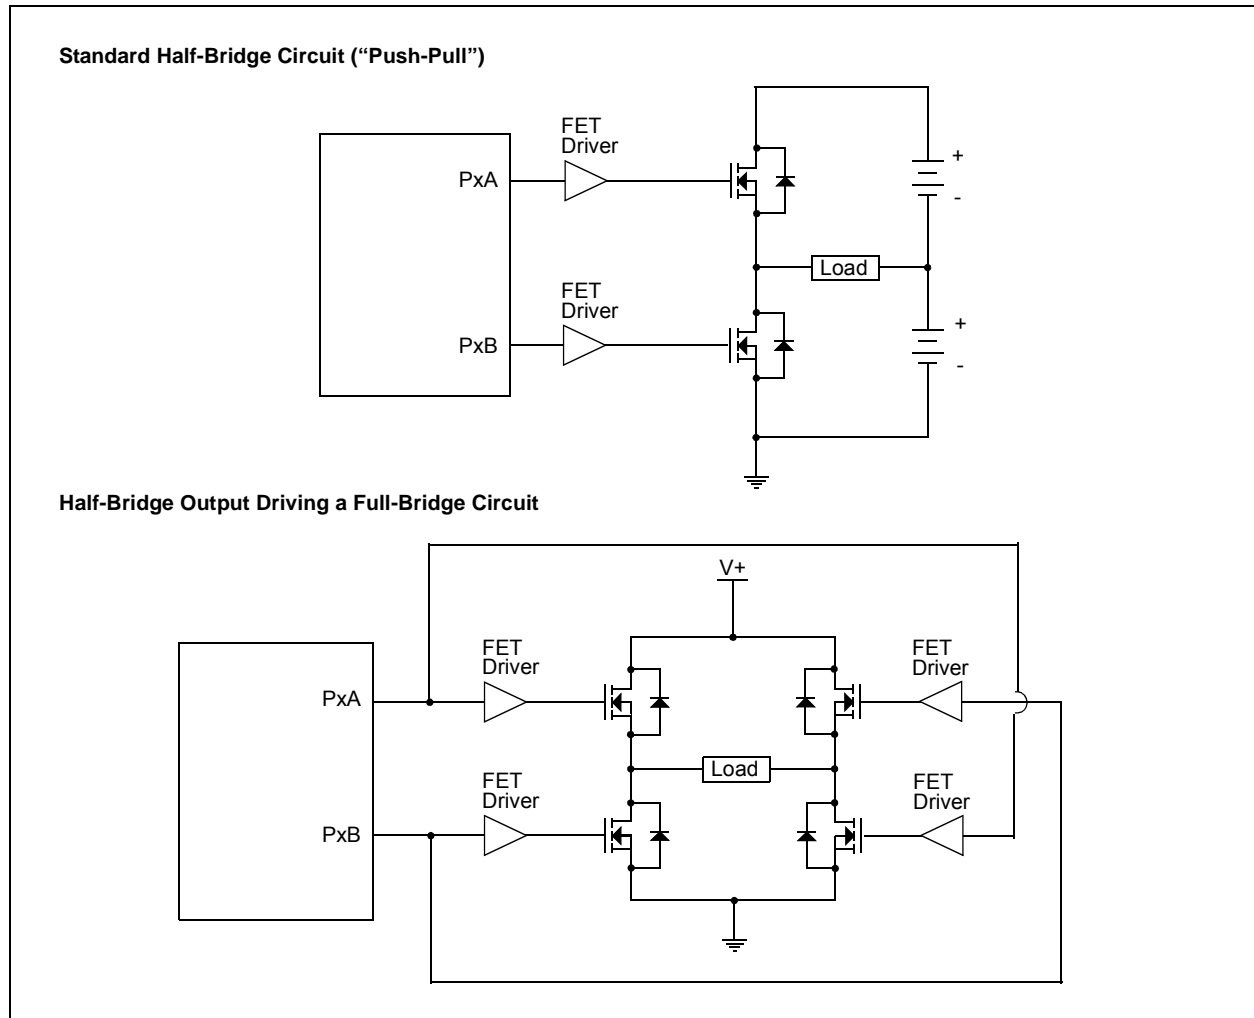 Standard Half-Bridge Circuit (“Push-Pull”)
FET
Driver
PxA
+
-
Load
FET
Driver
PxB
+
-
Half-Bridge Output Driving a Full-Bridge Circuit
V+
FET
Driver
FET
Driver
PxA
Load
FET
Driver
FET
Driver
PxB